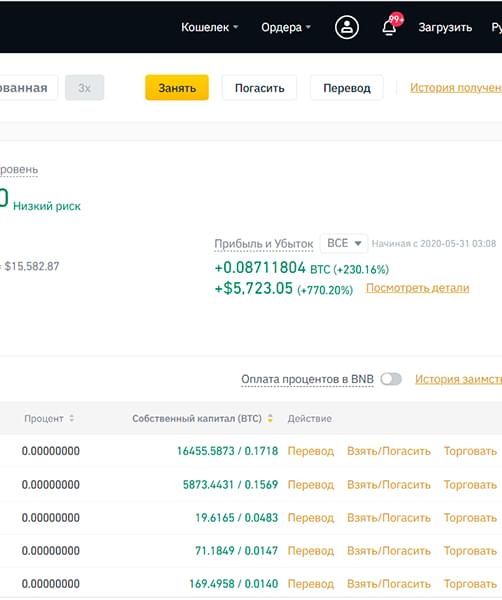 Кошелек Ордера 99+ Загрузить Ру
ованная 3x Занять Погасить Перевод История получен
ровень
0 Низкий риск
Прибыль и Убыток ВСЕ Начиная с 2020-05-31 03:08
≈ $15,582.87
+0.08711804 BTC (+230.16%)
+$5,723.05 (+770.20%) Посмотреть детали
Оплата процентов в BNB История заимст
Процент Собственный капитал (BTC) Действие
0.00000000 16455.5873 / 0.1718 Перевод Взять/Погасить Торговать
0.00000000 5873.4431 / 0.1569 Перевод Взять/Погасить Торговать
0.00000000 19.6165 / 0.0483 Перевод Взять/Погасить Торговать
0.00000000 71.1849 / 0.0147 Перевод Взять/Погасить Торговать
0.00000000 169.4958 / 0.0140 Перевод Взять/Погасить Торговать